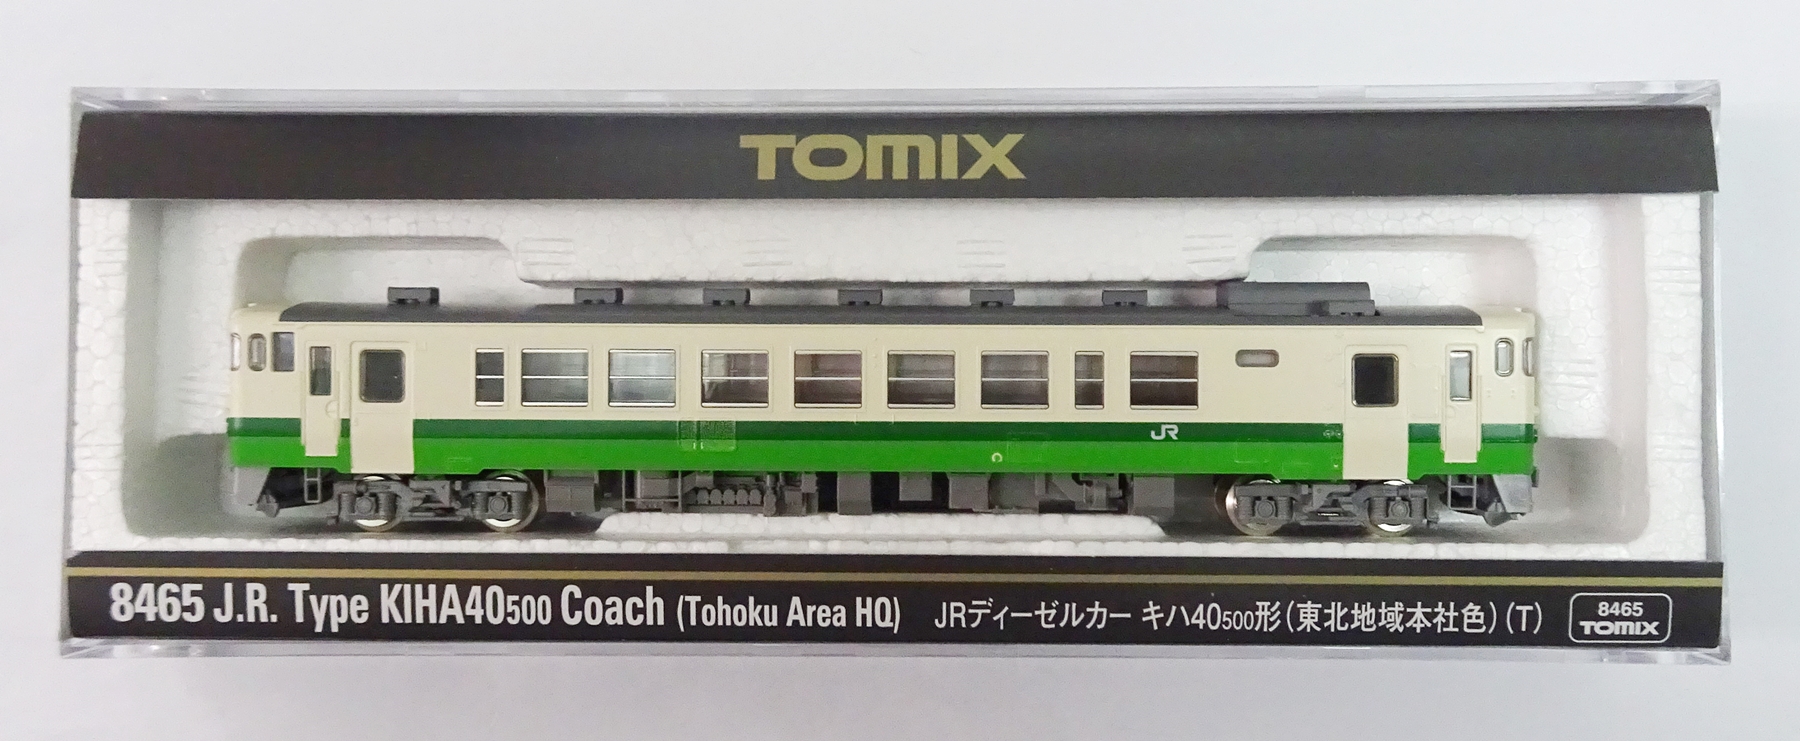 TOMIX
JR
8465 J.R. Type KIHA40500 Coach (Tohoku Area HQ) JRディーゼルカー キハ40500形(東北地域本社色)(T) 8465
TOMIX